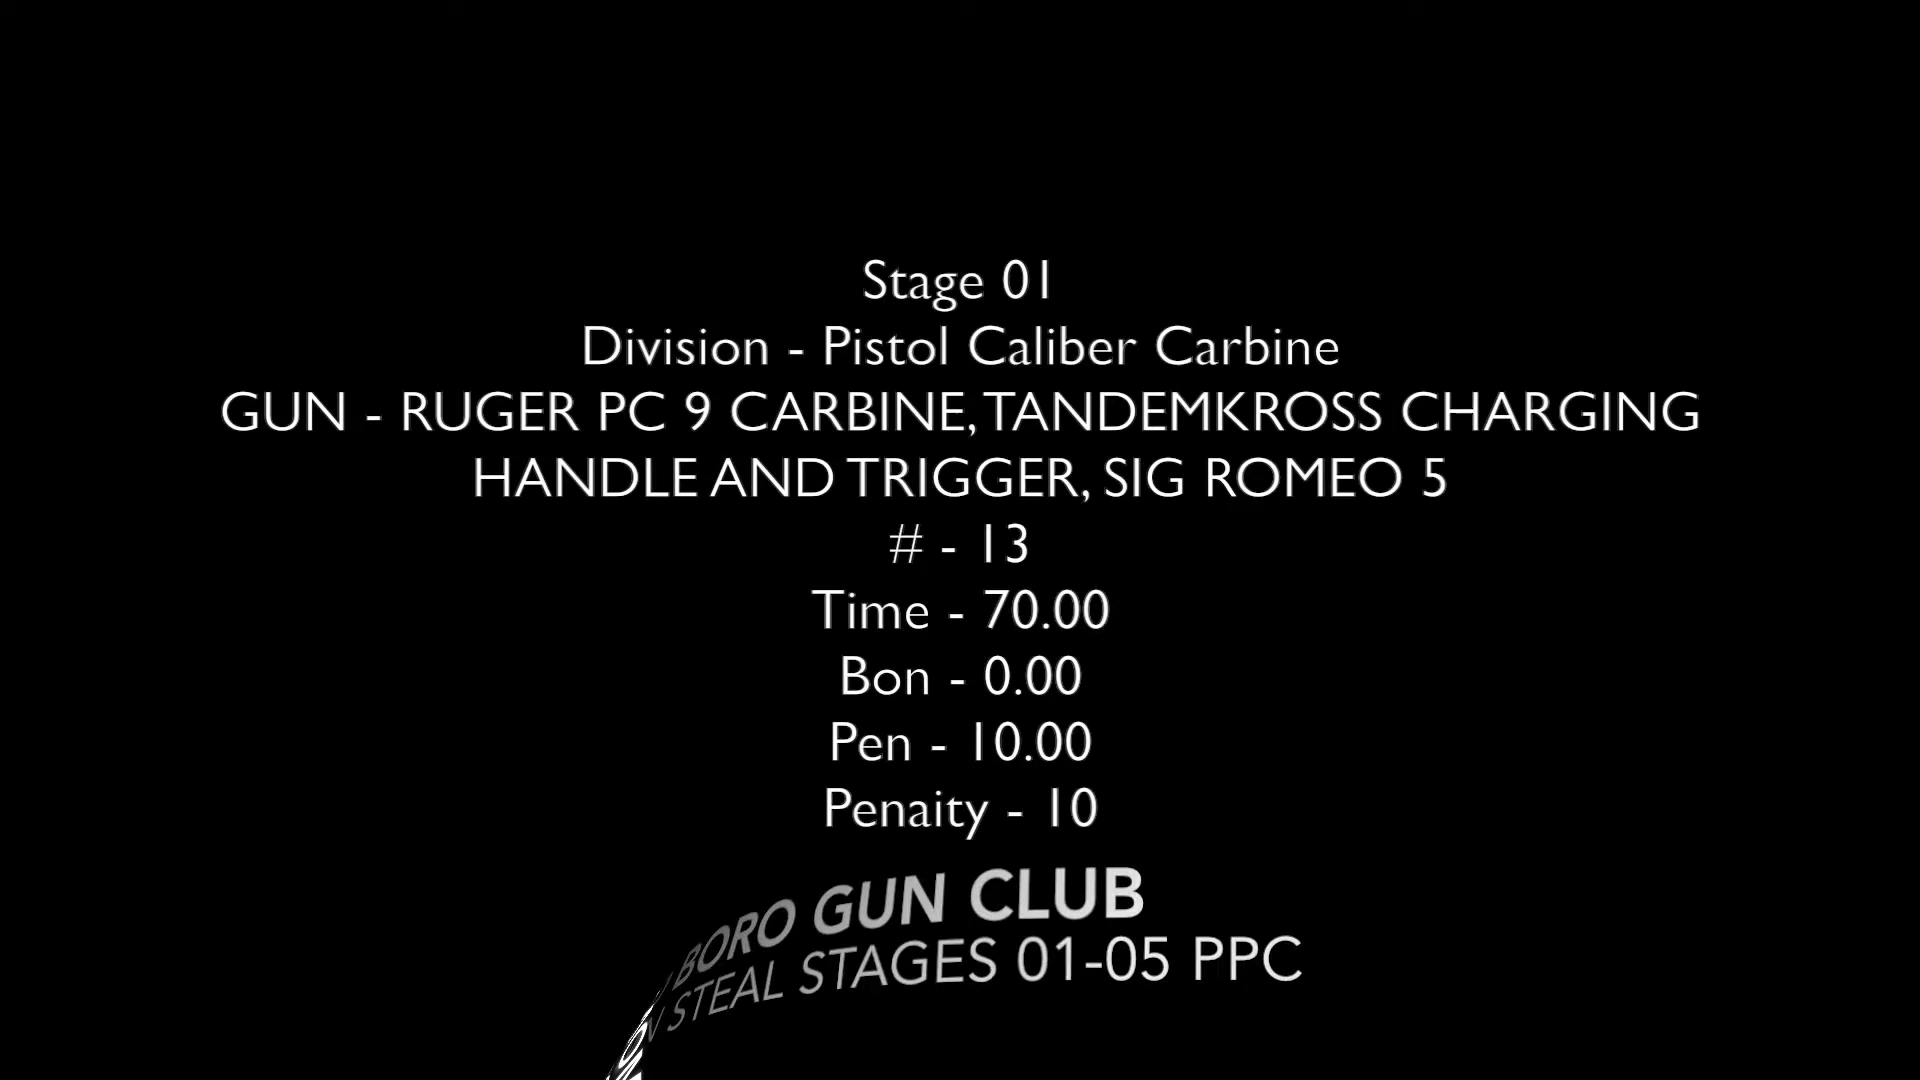 Stage 01
Division - Pistol Caliber Carbine
GUN - RUGER PC 9 CARBINE, TANDEMKROSS CHARGING
HANDLE AND TRIGGER, SIG ROMEO 5
# - 13
Time - 70.00
Bon - 0.00
Pen - 10.00
Penaity - 10
BORO GUN CLUB
STEAL STAGES 01-05 PPC